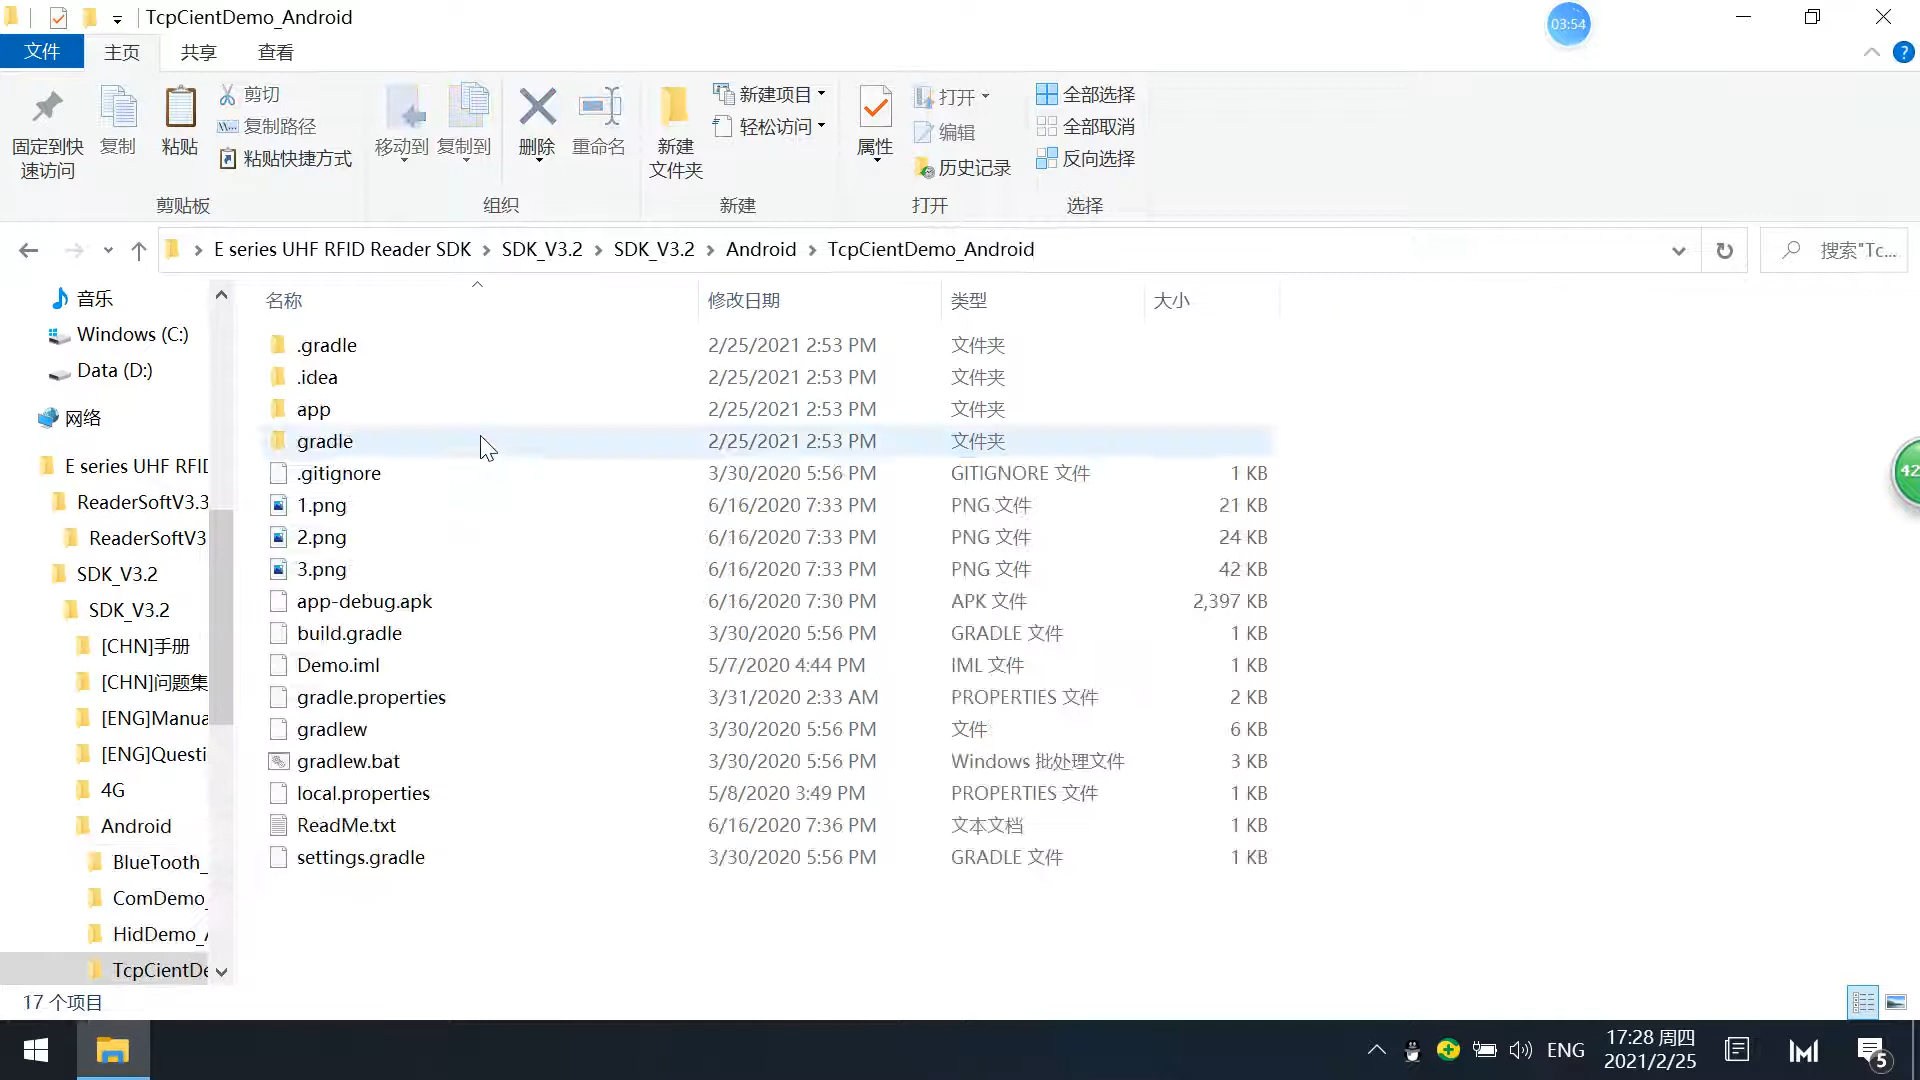 TcpCientDemo_Android
03:54
文件
主页
共享
查看
固定到快
速访问
复制
粘贴
剪切
复制路径
粘贴快捷方式
移动到
复制到
删除
重命名
新建
文件夹
新建项目
轻松访问
属性
打开
编辑
历史记录
全部选择
全部取消
反向选择
剪贴板
组织
新建
打开
选择
E series UHF RFID Reader SDK > SDK_V3.2 > SDK_V3.2 > Android > TcpCientDemo_Android
搜索"Tc...
音乐
Windows (C:)
Data (D:)
网络
E series UHF RFI
ReaderSoftV3.3
ReaderSoftV3
SDK_V3.2
SDK_V3.2
[CHN]手册
[CHN]问题集
[ENG]Manua
[ENG]Questi
4G
Android
BlueTooth_
ComDemo_
HidDemo_
TcpCientDe
名称 修改日期 类型 大小
.gradle 2/25/2021 2:53 PM 文件夹
.idea 2/25/2021 2:53 PM 文件夹
app 2/25/2021 2:53 PM 文件夹
gradle 2/25/2021 2:53 PM 文件夹
.gitignore 3/30/2020 5:56 PM GITIGNORE 文件 1 KB
1.png 6/16/2020 7:33 PM PNG 文件 21 KB
2.png 6/16/2020 7:33 PM PNG 文件 24 KB
3.png 6/16/2020 7:33 PM PNG 文件 42 KB
app-debug.apk 6/16/2020 7:30 PM APK 文件 2,397 KB
build.gradle 3/30/2020 5:56 PM GRADLE 文件 1 KB
Demo.iml 5/7/2020 4:44 PM IML 文件 1 KB
gradle.properties 3/31/2020 2:33 AM PROPERTIES 文件 2 KB
gradlew 3/30/2020 5:56 PM 文件 6 KB
gradlew.bat 3/30/2020 5:56 PM Windows 批处理文件 3 KB
local.properties 5/8/2020 3:49 PM PROPERTIES 文件 1 KB
ReadMe.txt 6/16/2020 7:36 PM 文本文档 1 KB
settings.gradle 3/30/2020 5:56 PM GRADLE 文件 1 KB
42
17 个项目
ENG
17:28 周四
2021/2/25
5